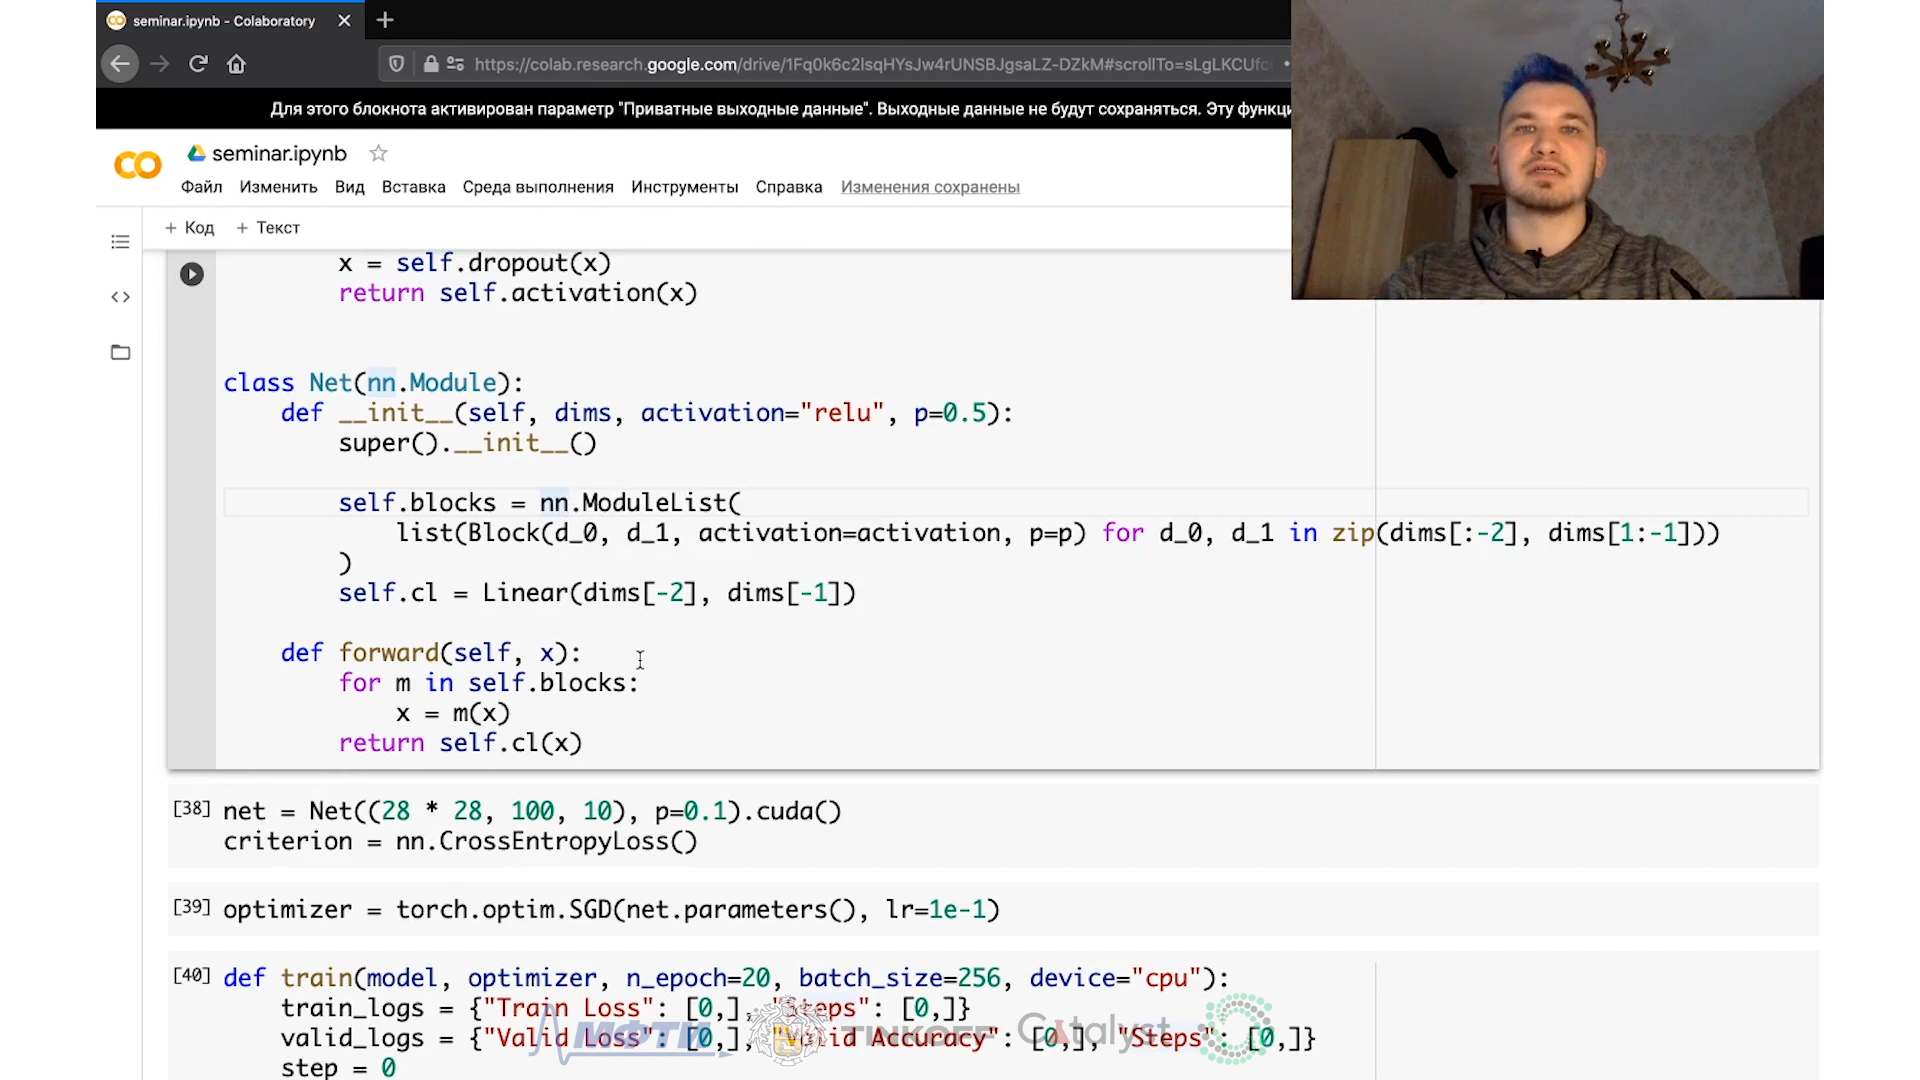 seminar.ipynb - Colaboratory
https://colab.research.google.com/drive/1Fq0k6c2lsqHYsJw4rUNSBJgsaLZ-DZkM#scrollTo=sLgLKCUfc
Для этого блокнота активирован параметр "Приватные выходные данные". Выходные данные не будут сохраняться. Эту функци
CO seminar.ipynb
Файл Изменить Вид Вставка Среда выполнения Инструменты Справка Изменения сохранены
+ Код + Текст
x = self.dropout(x)
return self.activation(x)
class Net(nn.Module):
def __init__(self, dims, activation="relu", p=0.5):
super().__init__()
self.blocks = nn.ModuleList(
list(Block(d_0, d_1, activation=activation, p=p) for d_0, d_1 in zip(dims[:-2], dims[1:-1]))
)
self.cl = Linear(dims[-2], dims[-1])
def forward(self, x):
for m in self.blocks:
x = m(x)
return self.cl(x)
[38] net = Net((28 * 28, 100, 10), p=0.1).cuda()
criterion = nn.CrossEntropyLoss()
[39] optimizer = torch.optim.SGD(net.parameters(), lr=1e-1)
[40] def train(model, optimizer, n_epoch=20, batch_size=256, device="cpu"):
train_logs = {"Train Loss": [0,], "Steps": [0,]}
valid_logs = {"Valid Loss": [0,], "Valid Accuracy": [0,], "Steps": [0,]}
step = 0
МФТИ TINKOFF Catalyst